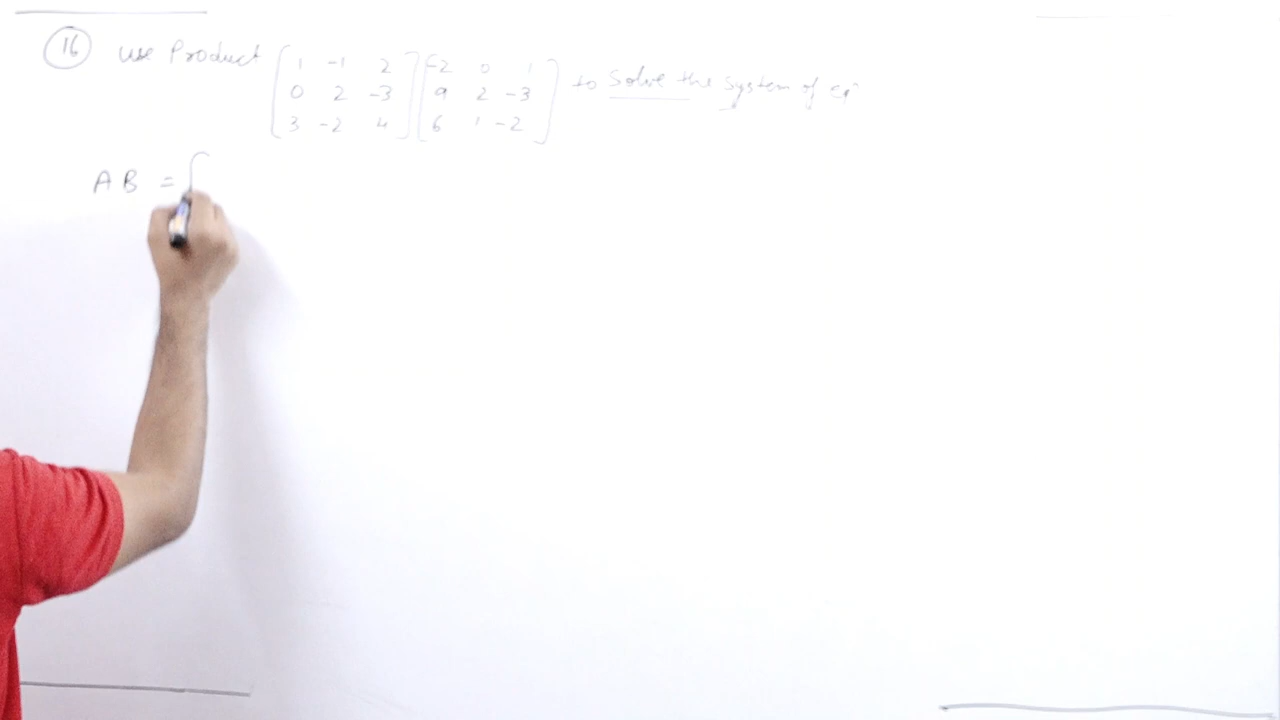 16 use Product [1 -1 2 [-2 0 1 to Solve the system of eq
0 2 -3 9 2 -3
3 -2 4] 6 1 -2]
A B = [